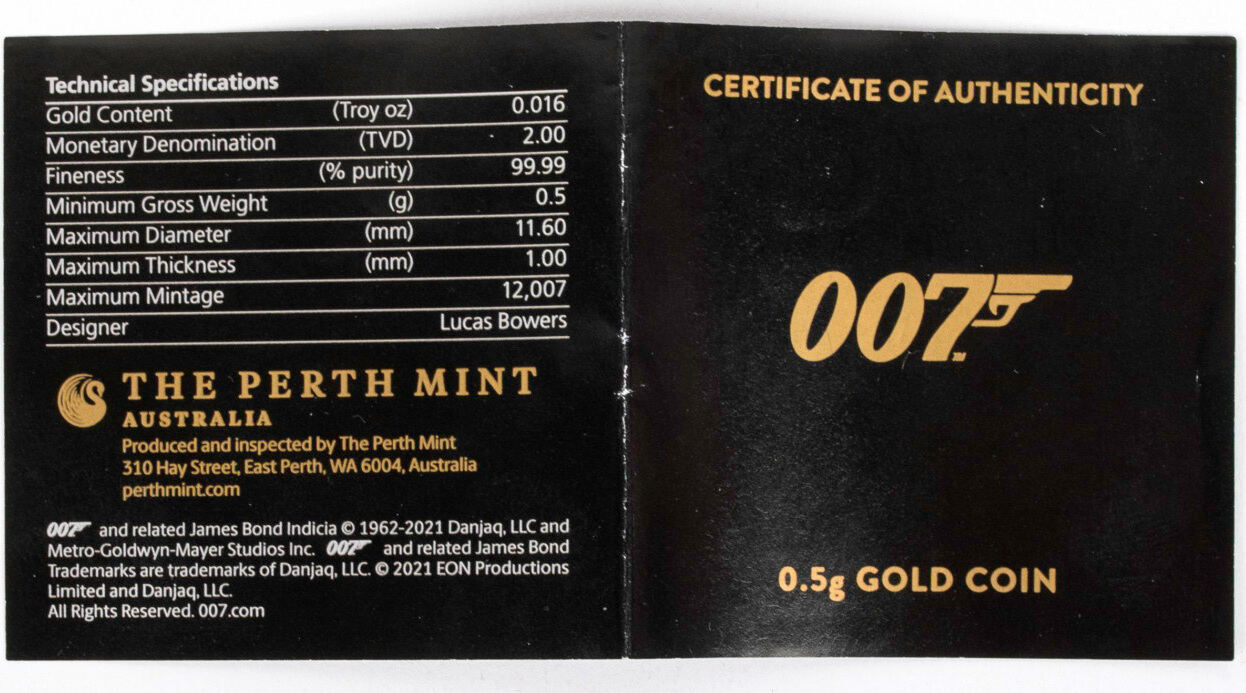 Technical Specifications
Gold Content (Troy oz) 0.016
Monetary Denomination (TVD) 2.00
Fineness (% purity) 99.99
Minimum Gross Weight (g) 0.5
Maximum Diameter (mm) 11.60
Maximum Thickness (mm) 1.00
Maximum Mintage 12,007
Designer Lucas Bowers
THE PERTH MINT
AUSTRALIA
Produced and inspected by The Perth Mint
310 Hay Street, East Perth, WA 6004, Australia
perthmint.com
007 and related James Bond Indicia © 1962-2021 Danjaq, LLC and
Metro-Goldwyn-Mayer Studios Inc. 007 and related James Bond
Trademarks are trademarks of Danjaq, LLC. © 2021 EON Productions
Limited and Danjaq, LLC.
All Rights Reserved. 007.com
CERTIFICATE OF AUTHENTICITY
007™
0.5g GOLD COIN